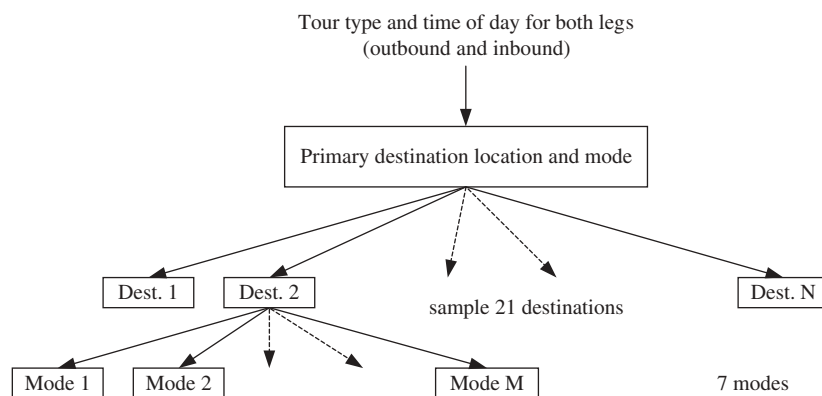 Tour type and time of day for both legs
(outbound and inbound)
Primary destination location and mode
Dest. 1
Dest. 2
sample 21 destinations
Dest. N
Mode 1
Mode 2
Mode M
7 modes